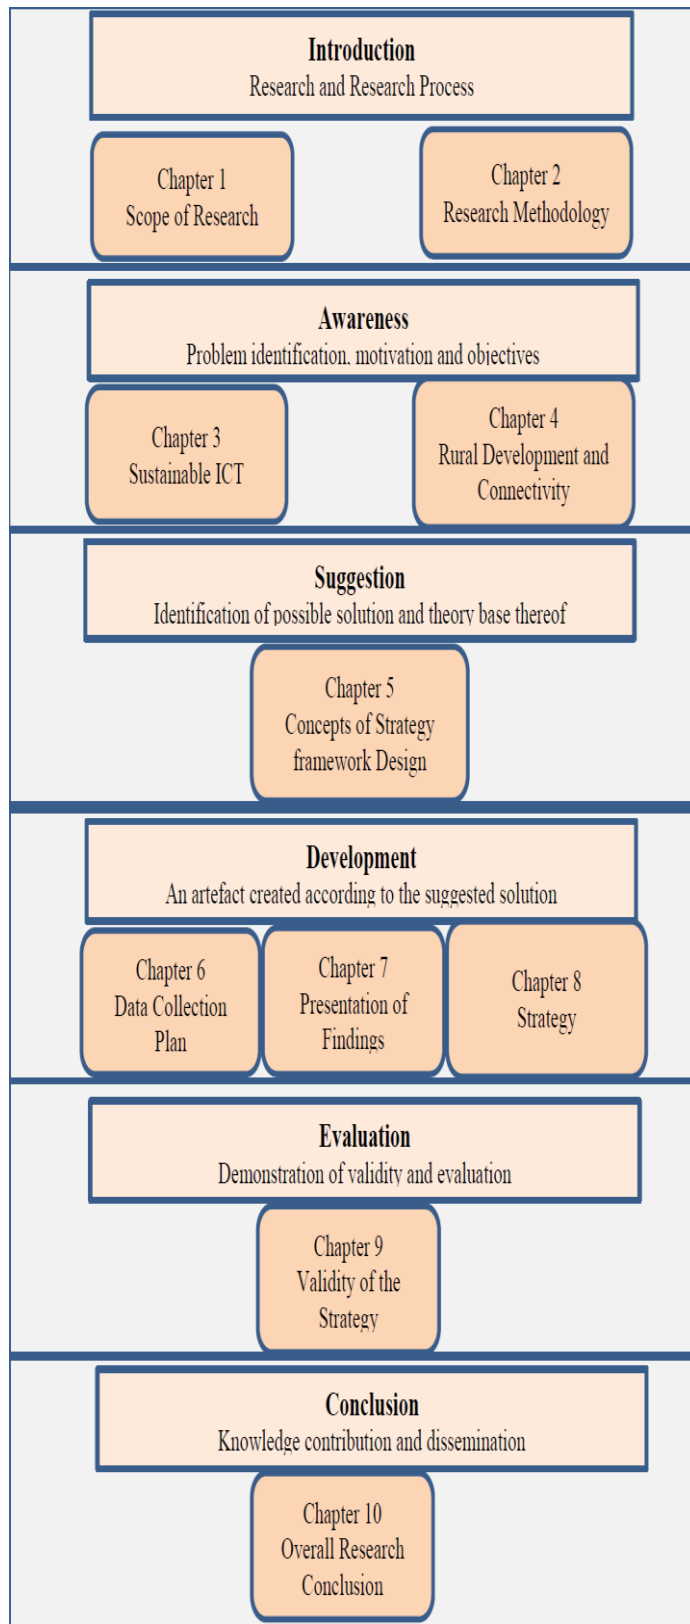 Introduction
Research and Research Process
Chapter 1
Scope of Research
Chapter 2
Research Methodology
Awareness
Problem identification, motivation and objectives
Chapter 3
Sustainable ICT
Chapter 4
Rural Development and
Connectivity
Suggestion
Identification of possible solution and theory base thereof
Chapter 5
Concepts of Strategy
framework Design
Development
An artefact created according to the suggested solution
Chapter 6
Data Collection
Plan
Chapter 7
Presentation of
Findings
Chapter 8
Strategy
Evaluation
Demonstration of validity and evaluation
Chapter 9
Validity of the
Strategy
Conclusion
Knowledge contribution and dissemination
Chapter 10
Overall Research
Conclusion